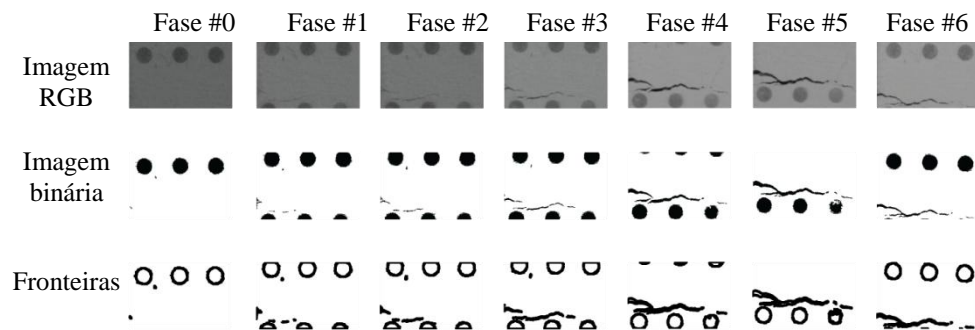 Fase #0 Fase #1 Fase #2 Fase #3 Fase #4 Fase #5 Fase #6
Imagem
RGB
Imagem
binária
Fronteiras